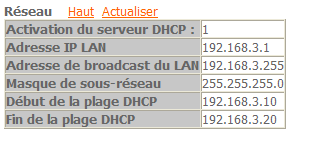 Réseau Haut Actualiser
Activation du serveur DHCP : 1
Adresse IP LAN 192.168.3.1
Adresse de broadcast du LAN 192.168.3.255
Masque de sous-réseau 255.255.255.0
Début de la plage DHCP 192.168.3.10
Fin de la plage DHCP 192.168.3.20